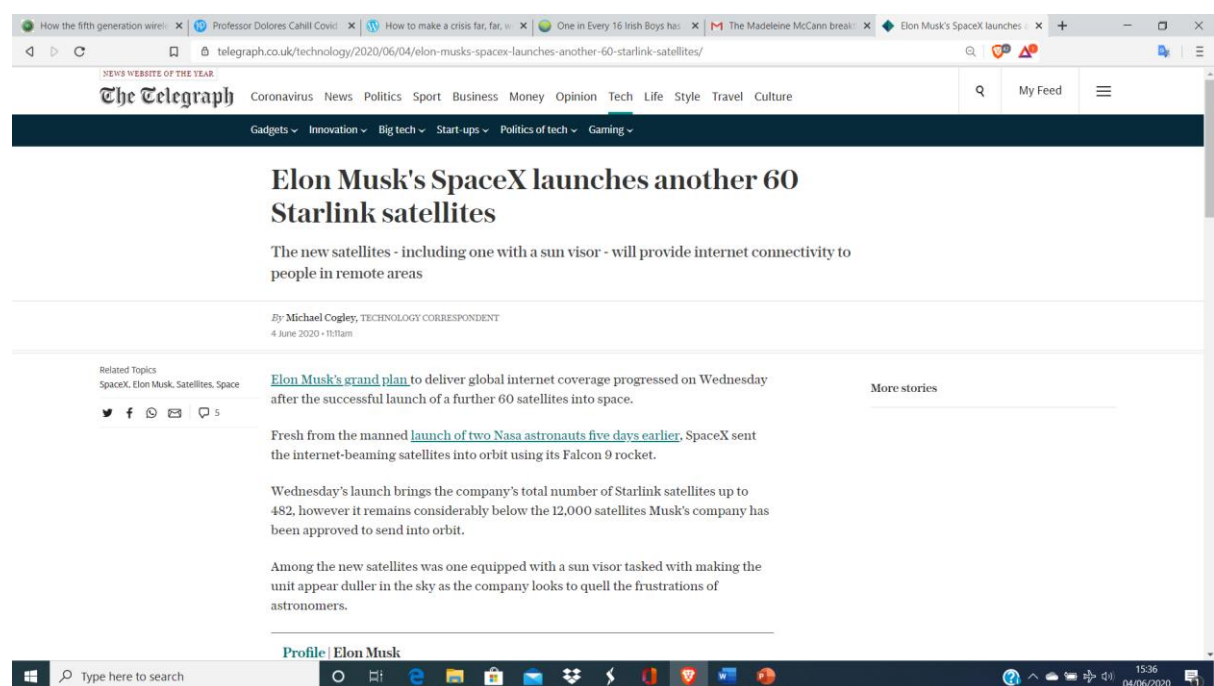 How the fifth generation wirele
Professor Dolores Cahill Covid
How to make a crisis far, far, w
One in Every 16 Irish Boys has
The Madeleine McCann break
Elon Musk's SpaceX launches a
telegraph.co.uk/technology/2020/06/04/elon-musks-spacex-launches-another-60-starlink-satellites/
NEWS WEBSITE OF THE YEAR
The Telegraph
Coronavirus News Politics Sport Business Money Opinion Tech Life Style Travel Culture
My Feed
Gadgets Innovation Big tech Start-ups Politics of tech Gaming
Elon Musk's SpaceX launches another 60
Starlink satellites
The new satellites - including one with a sun visor - will provide internet connectivity to
people in remote areas
By Michael Cogley, TECHNOLOGY CORRESPONDENT
4 June 2020 • 11:11am
Related Topics
SpaceX, Elon Musk, Satellites, Space
5
Elon Musk's grand plan to deliver global internet coverage progressed on Wednesday
after the successful launch of a further 60 satellites into space.
Fresh from the manned launch of two Nasa astronauts five days earlier, SpaceX sent
the internet-beaming satellites into orbit using its Falcon 9 rocket.
Wednesday's launch brings the company's total number of Starlink satellites up to
482, however it remains considerably below the 12,000 satellites Musk's company has
been approved to send into orbit.
Among the new satellites was one equipped with a sun visor tasked with making the
unit appear duller in the sky as the company looks to quell the frustrations of
astronomers.
Profile | Elon Musk
More stories
Type here to search
15:36
04/06/2020